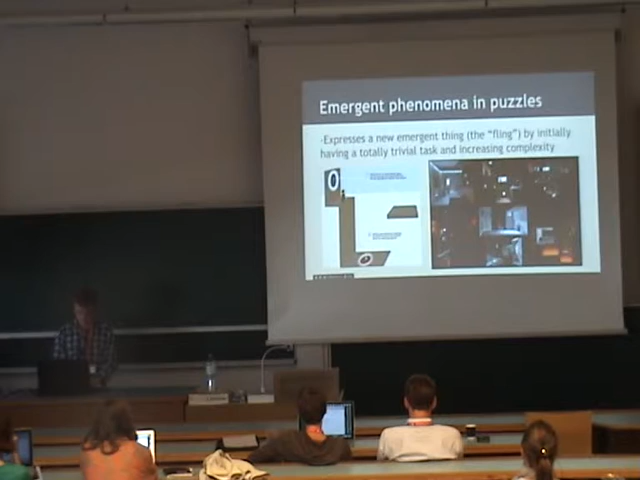 Emergent phenomena in puzzles
-Expresses a new emergent thing (the "fling") by initially
having a totally trivial task and increasing complexity